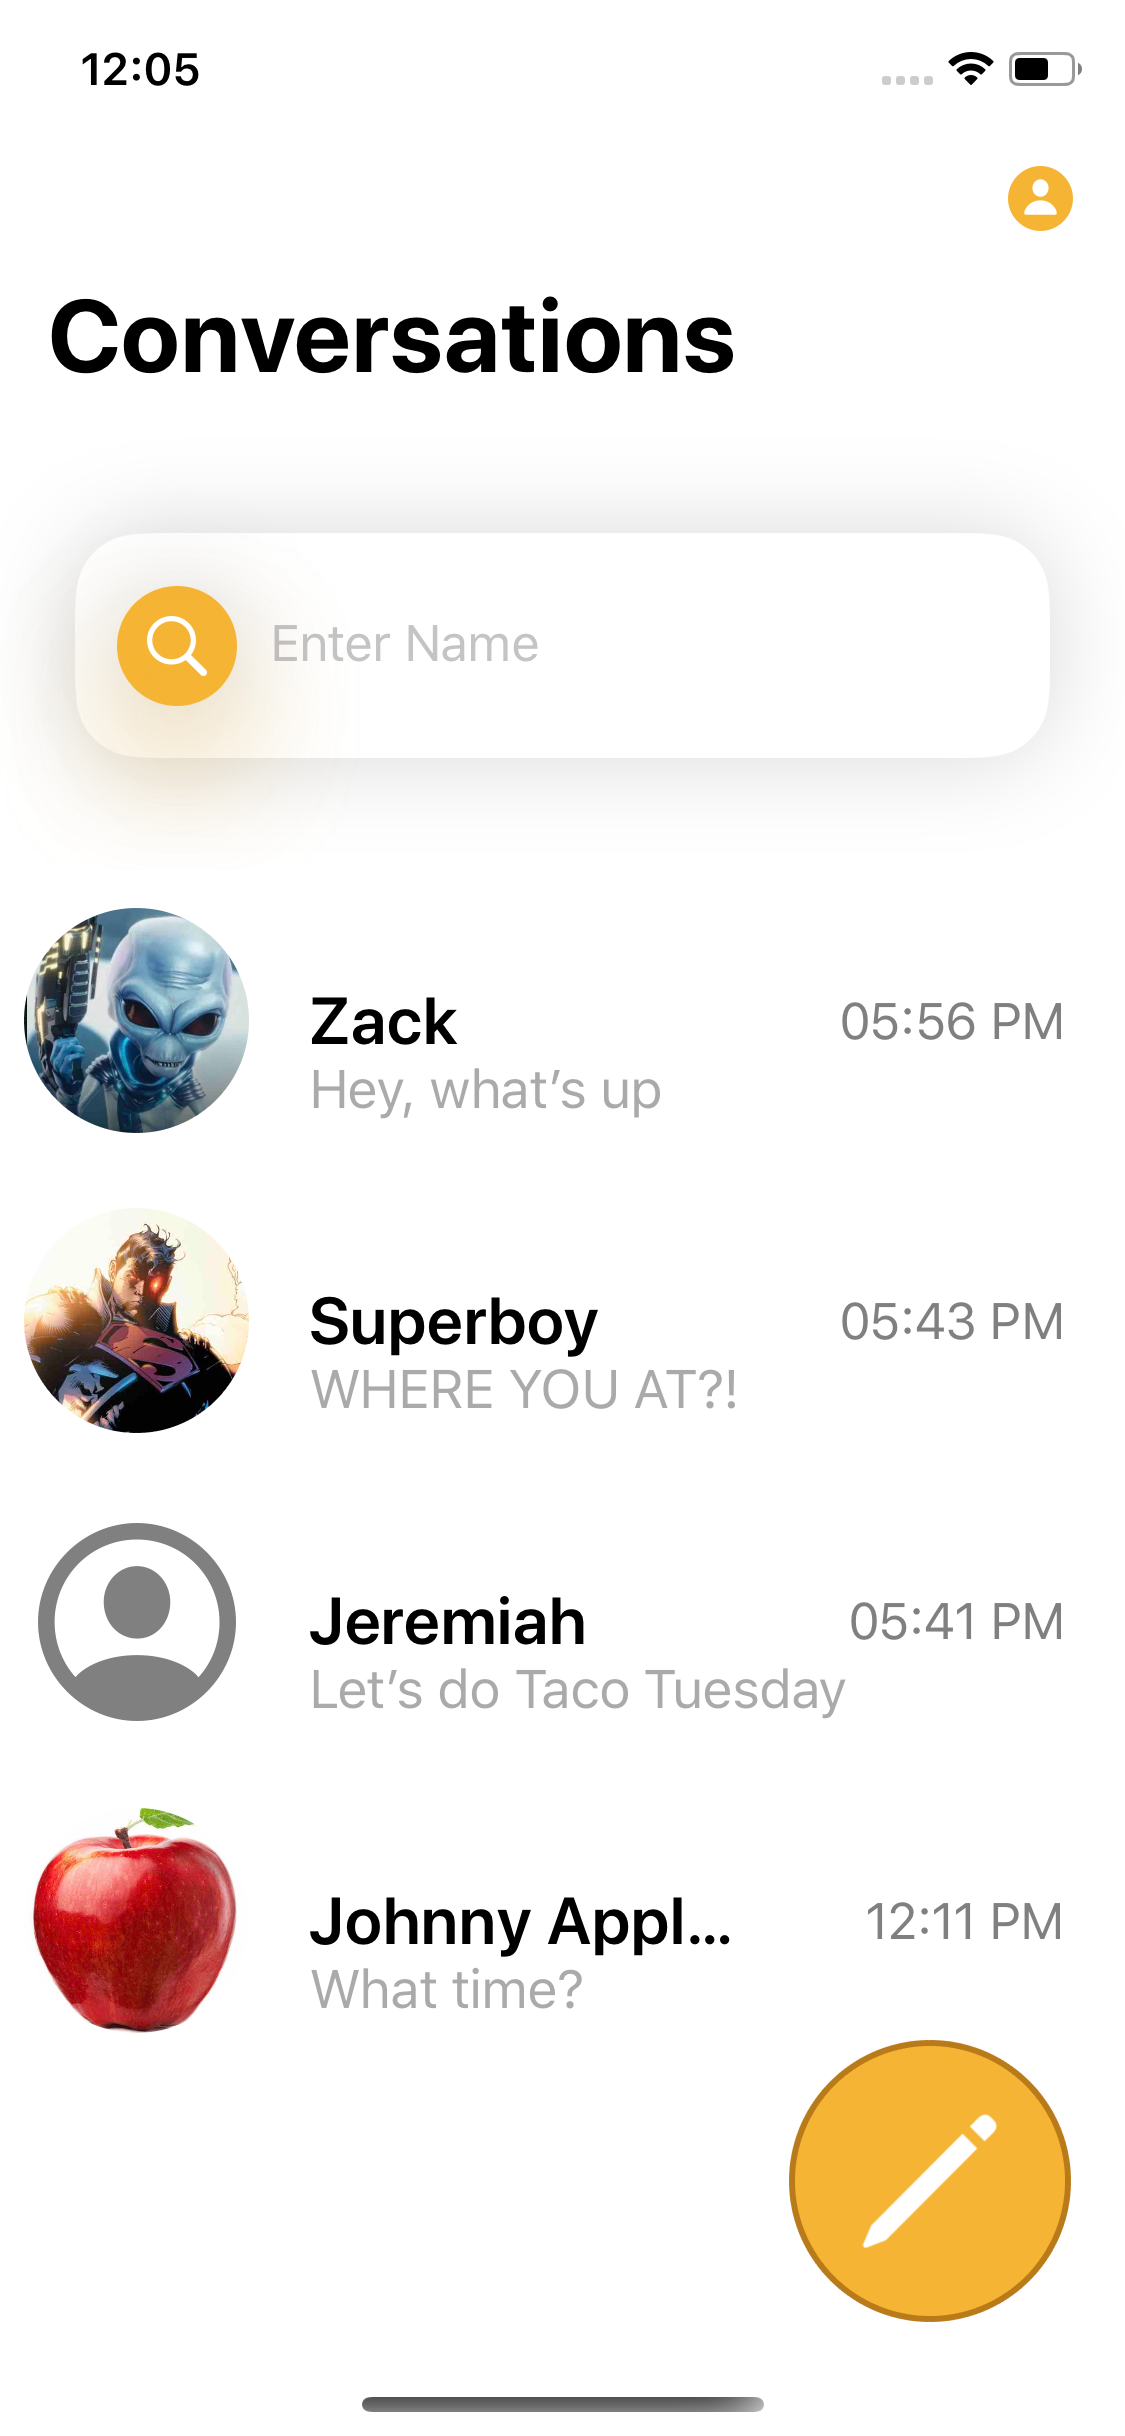 12:05
Conversations
Enter Name
Zack
05:56 PM
Hey, what’s up
Superboy
05:43 PM
WHERE YOU AT?!
Jeremiah
05:41 PM
Let’s do Taco Tuesday
Johnny Appl...
12:11 PM
What time?